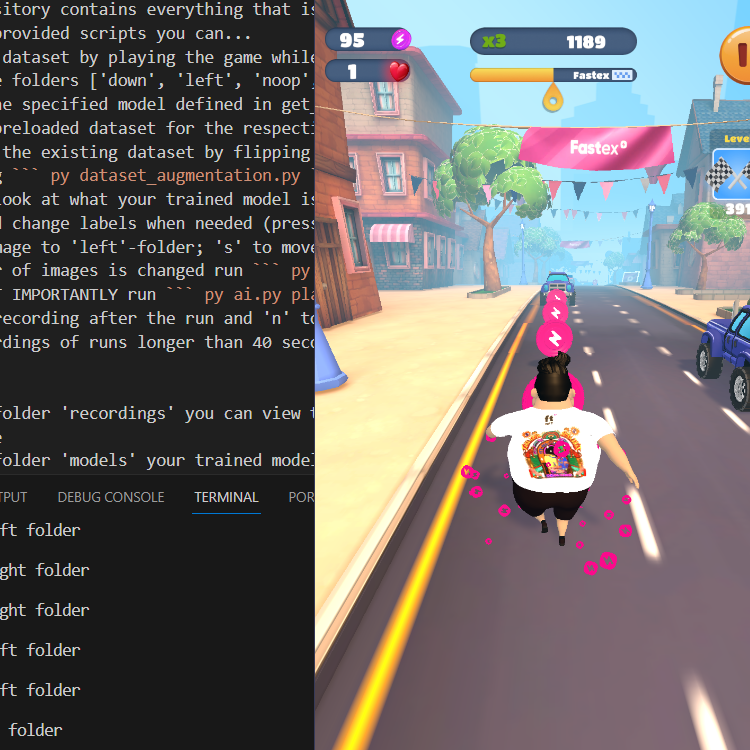 sitory contains everything that is
provided scripts you can...
dataset by playing the game while
e folders ['down', 'left', 'noop',
he specified model defined in get_
preloaded dataset for the respecti
the existing dataset by flipping
g ``` py dataset_augmentation.py
look at what your trained model is
d change labels when needed (press
mage to 'left'-folder; 's' to move
r of images is changed run ``` py
T IMPORTANTLY run ``` py ai.py pla
recording after the run and 'n' to
rdings of runs longer than 40 seco
folder 'recordings' you can view t
e
folder 'models' your trained model
TPUT DEBUG CONSOLE TERMINAL POR
ft folder
ght folder
ght folder
ft folder
ft folder
folder
95
1
x3 1189
Fastex
Fastex
Leve
391